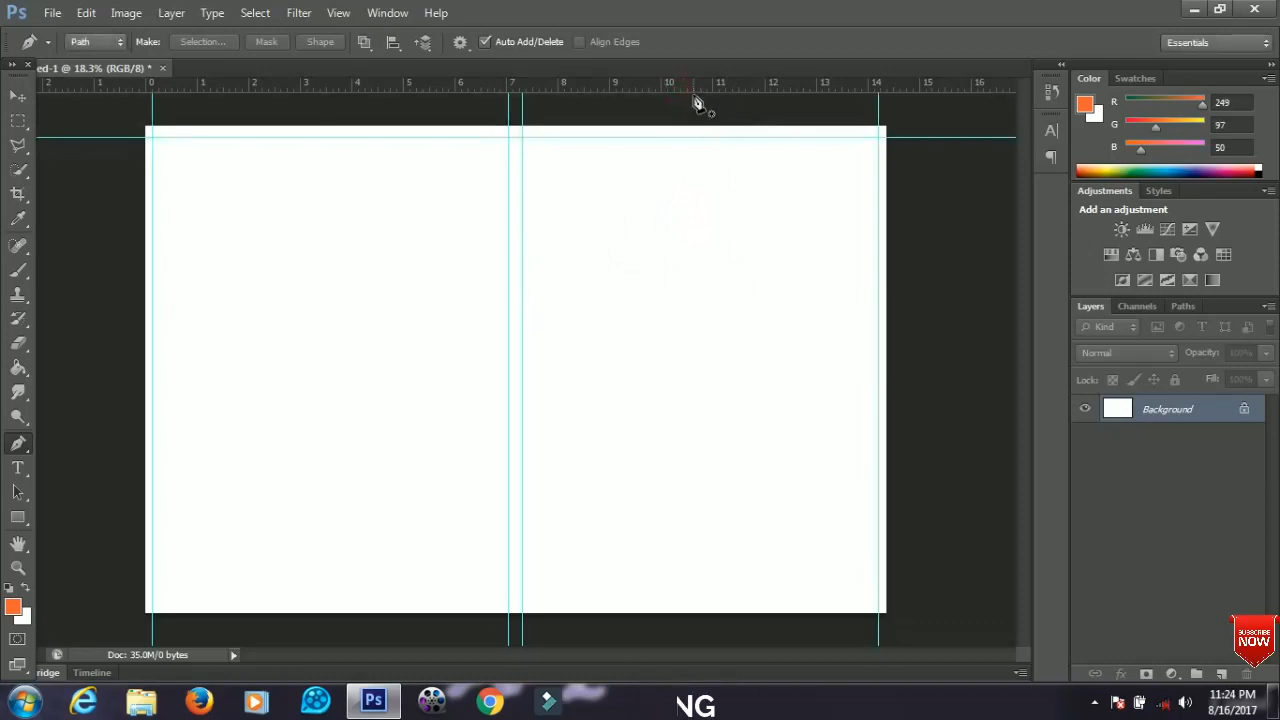 Ps File Edit Image Layer Type Select Filter View Window Help
Path Make: Selection... Mask Shape Auto Add/Delete Align Edges Essentials
ed-1 @ 18.3% (RGB/8) * ×
2 1 0 1 2 3 4 5 6 7 8 9 10 11 12 13 14 15 16
Color Swatches
R 249
G 97
B 50
Adjustments Styles
Add an adjustment
Layers Channels Paths
Kind
Normal Opacity: 100%
Lock: Fill: 100%
Background
SUBSCRIBE
NOW
Doc: 35.0M/0 bytes
ridge Timeline
Ps
NG
11:24 PM
8/16/2017